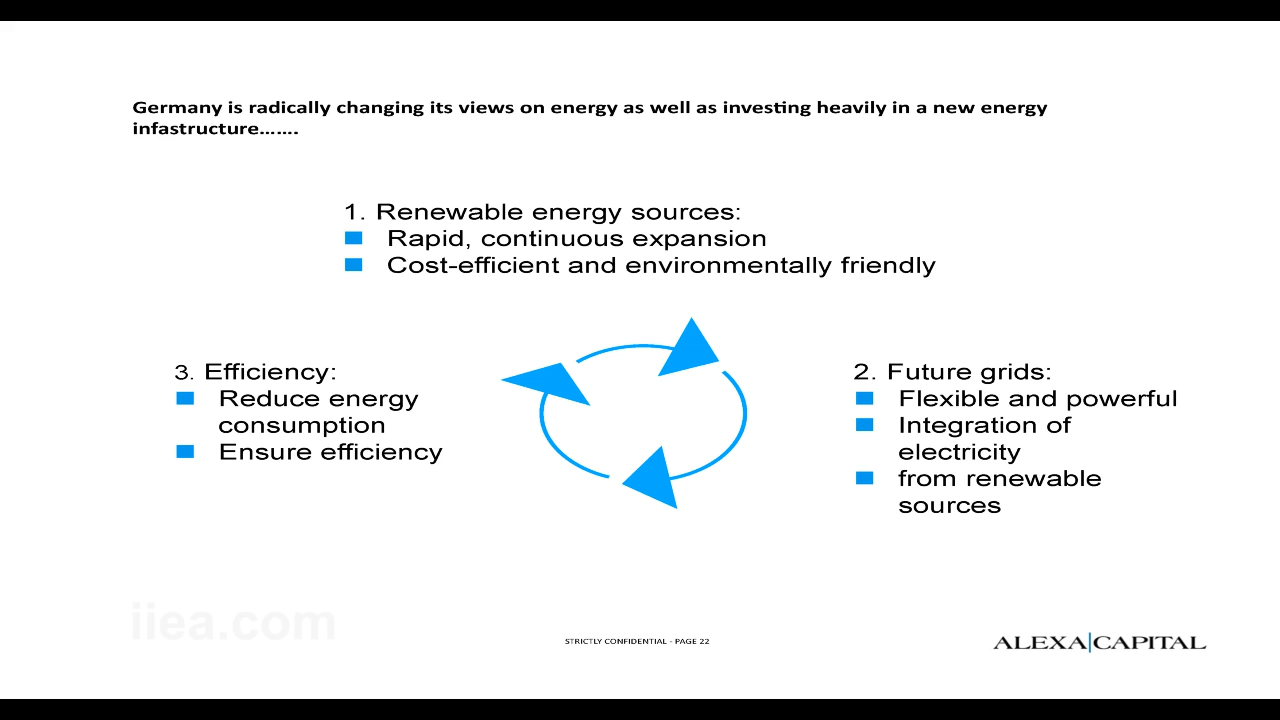 Germany is radically changing its views on energy as well as investing heavily in a new energy
infastructure.......
1. Renewable energy sources:
Rapid, continuous expansion
Cost-efficient and environmentally friendly
3. Efficiency:
Reduce energy
consumption
Ensure efficiency
2. Future grids:
Flexible and powerful
Integration of
electricity
from renewable
sources
iiea.com
STRICTLY CONFIDENTIAL - PAGE 22
ALEXA|CAPITAL